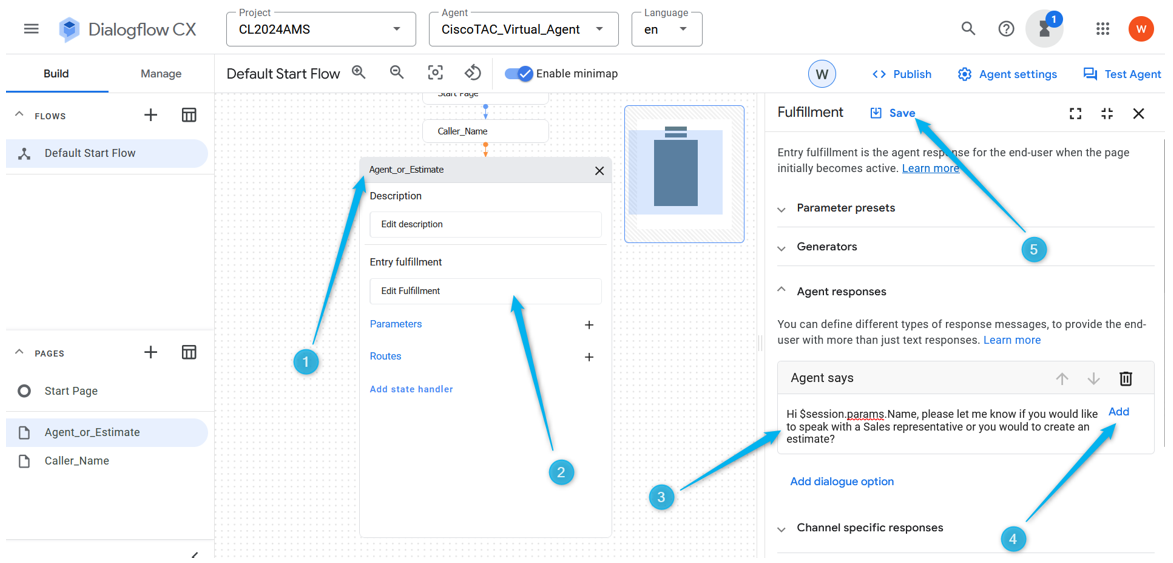 Dialogflow CX
Project
CL2024AMS
Agent
CiscoTAC_Virtual_Agent
Language
en
1
W
Build
Manage
Default Start Flow
Enable minimap
W
Publish
Agent settings
Test Agent
FLOWS
Default Start Flow
PAGES
Start Page
Agent_or_Estimate
Caller_Name
Start Page
Caller_Name
Agent_or_Estimate
Description
Edit description
Entry fulfillment
Edit Fulfillment
Parameters
Routes
Add state handler
1
2
Fulfillment
Save
Entry fulfillment is the agent response for the end-user when the page
initially becomes active. Learn more
Parameter presets
5
Generators
Agent responses
You can define different types of response messages, to provide the end-
user with more than just text responses. Learn more
Agent says
Hi $session.params.Name, please let me know if you would like
to speak with a Sales representative or you would to create an
estimate?
Add
3
Add dialogue option
Channel specific responses
4